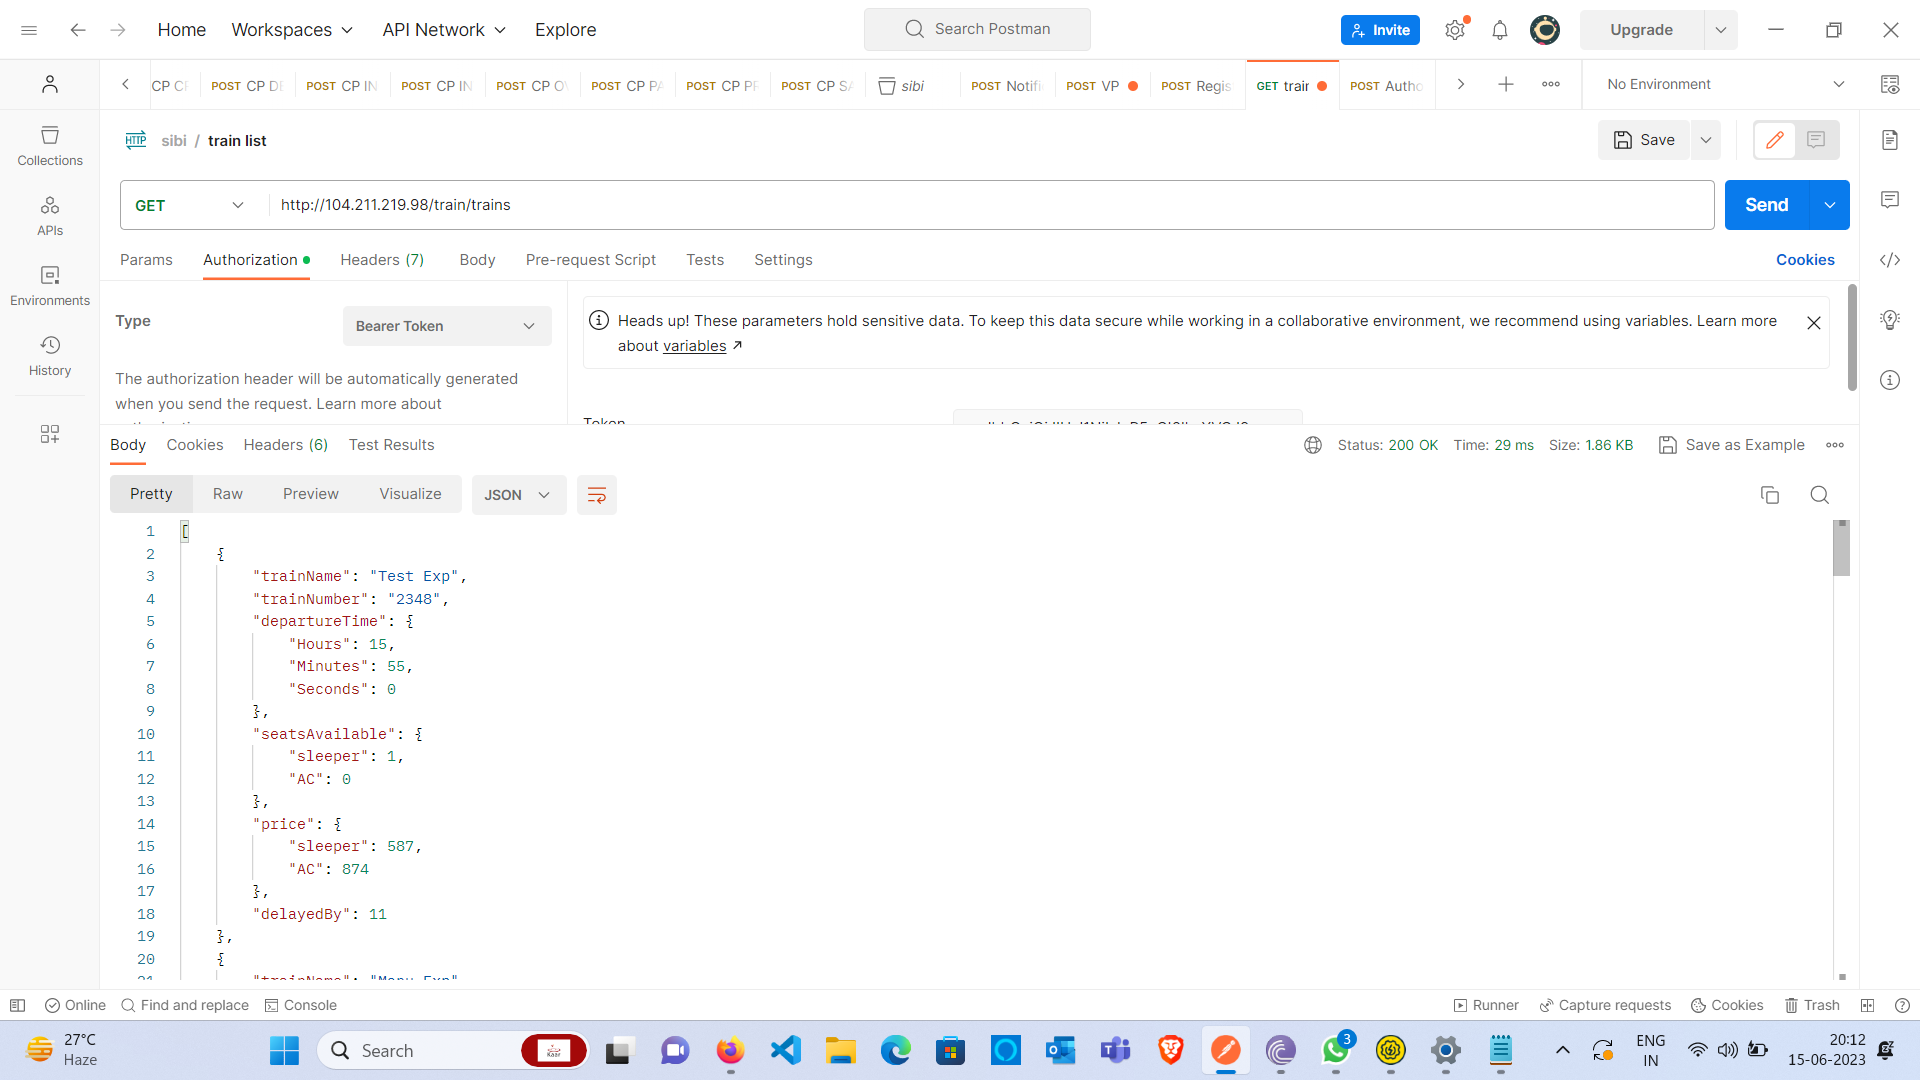 Home Workspaces API Network Explore Search Postman Invite Upgrade
POST CP DE POST CP IN POST CP IN POST CP OV POST CP PA POST CP PF POST CP SA sibi POST Notifi POST VP POST Regis GET train POST Autho No Environment
sibi / train list Save
GET http://104.211.219.98/train/trains Send
Params Authorization Headers (7) Body Pre-request Script Tests Settings Cookies
Collections
APIs
Environments
History
Type Bearer Token
The authorization header will be automatically generated
when you send the request. Learn more about
Heads up! These parameters hold sensitive data. To keep this data secure while working in a collaborative environment, we recommend using variables. Learn more
about variables ↗
Token
Body Cookies Headers (6) Test Results Status: 200 OK Time: 29 ms Size: 1.86 KB Save as Example
Pretty Raw Preview Visualize JSON
1 [
2 {
3 "trainName": "Test Exp",
4 "trainNumber": "2348",
5 "departureTime": {
6 "Hours": 15,
7 "Minutes": 55,
8 "Seconds": 0
9 },
10 "seatsAvailable": {
11 "sleeper": 1,
12 "AC": 0
13 },
14 "price": {
15 "sleeper": 587,
16 "AC": 874
17 },
18 "delayedBy": 11
19 },
20 {
21 "trainName": "Manu Exp"
Online Find and replace Console Runner Capture requests Cookies Trash
27°C
Haze
Search
3
ENG
IN
20:12
15-06-2023